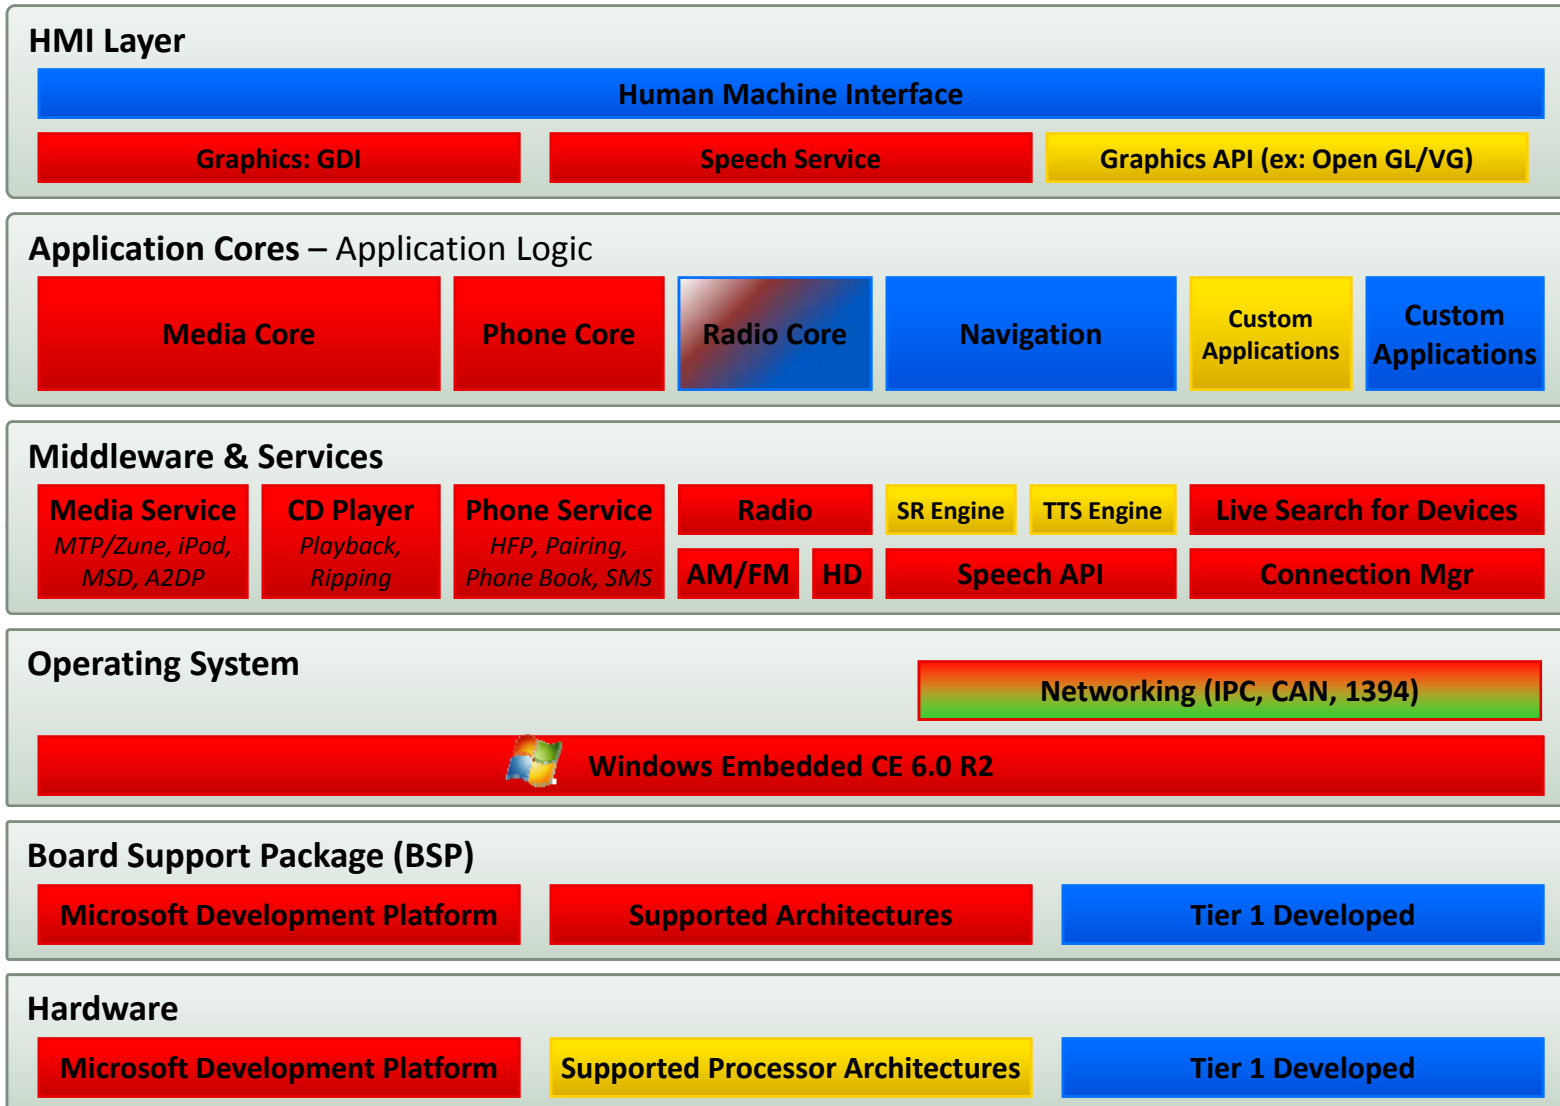 HMI Layer
Human Machine Interface
Graphics: GDI
Speech Service
Graphics API (ex: Open GL/VG)
Application Cores – Application Logic
Media Core
Phone Core
Radio Core
Navigation
Custom
Applications
Custom
Applications
Middleware & Services
Media Service
MTP/Zune, iPod,
MSD, A2DP
CD Player
Playback,
Ripping
Phone Service
HFP, Pairing,
Phone Book, SMS
Radio
AM/FM
HD
SR Engine
TTS Engine
Speech API
Live Search for Devices
Connection Mgr
Operating System
Networking (IPC, CAN, 1394)
Windows Embedded CE 6.0 R2
Board Support Package (BSP)
Microsoft Development Platform
Supported Architectures
Tier 1 Developed
Hardware
Microsoft Development Platform
Supported Processor Architectures
Tier 1 Developed